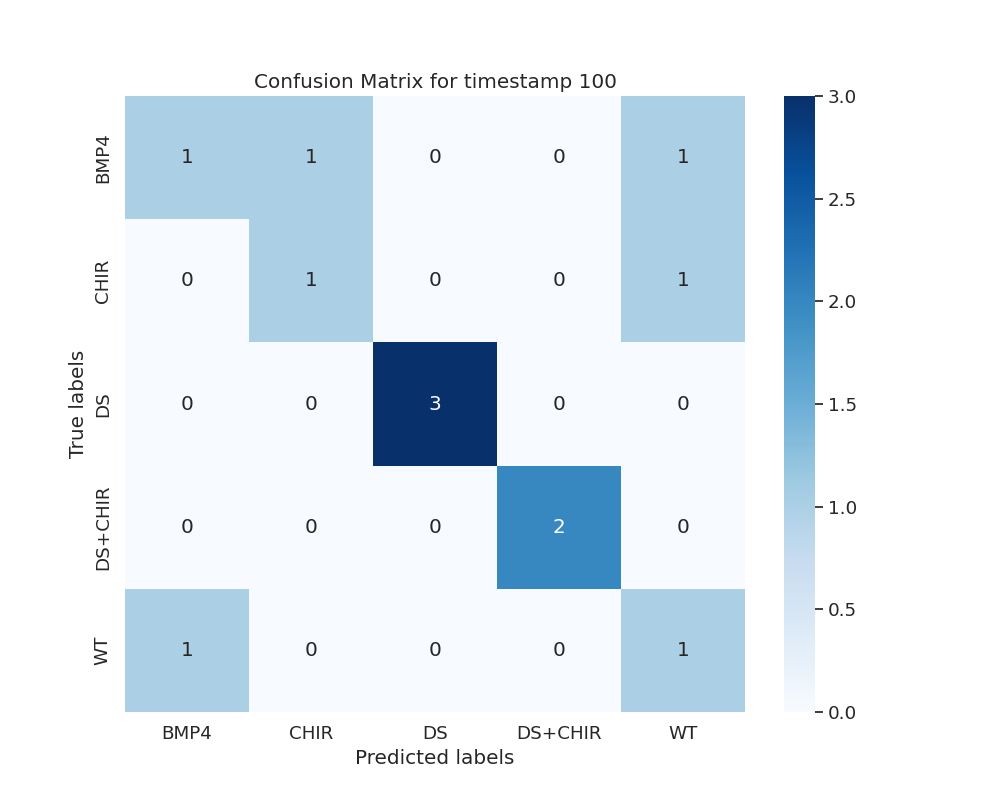 Confusion Matrix for timestamp 100
True labels
BMP4 1 1 0 0 1
CHIR 0 1 0 0 1
DS 0 0 3 0 0
DS+CHIR 0 0 0 2 0
WT 1 0 0 0 1
BMP4 CHIR DS DS+CHIR WT
Predicted labels
3.0
2.5
2.0
1.5
1.0
0.5
0.0